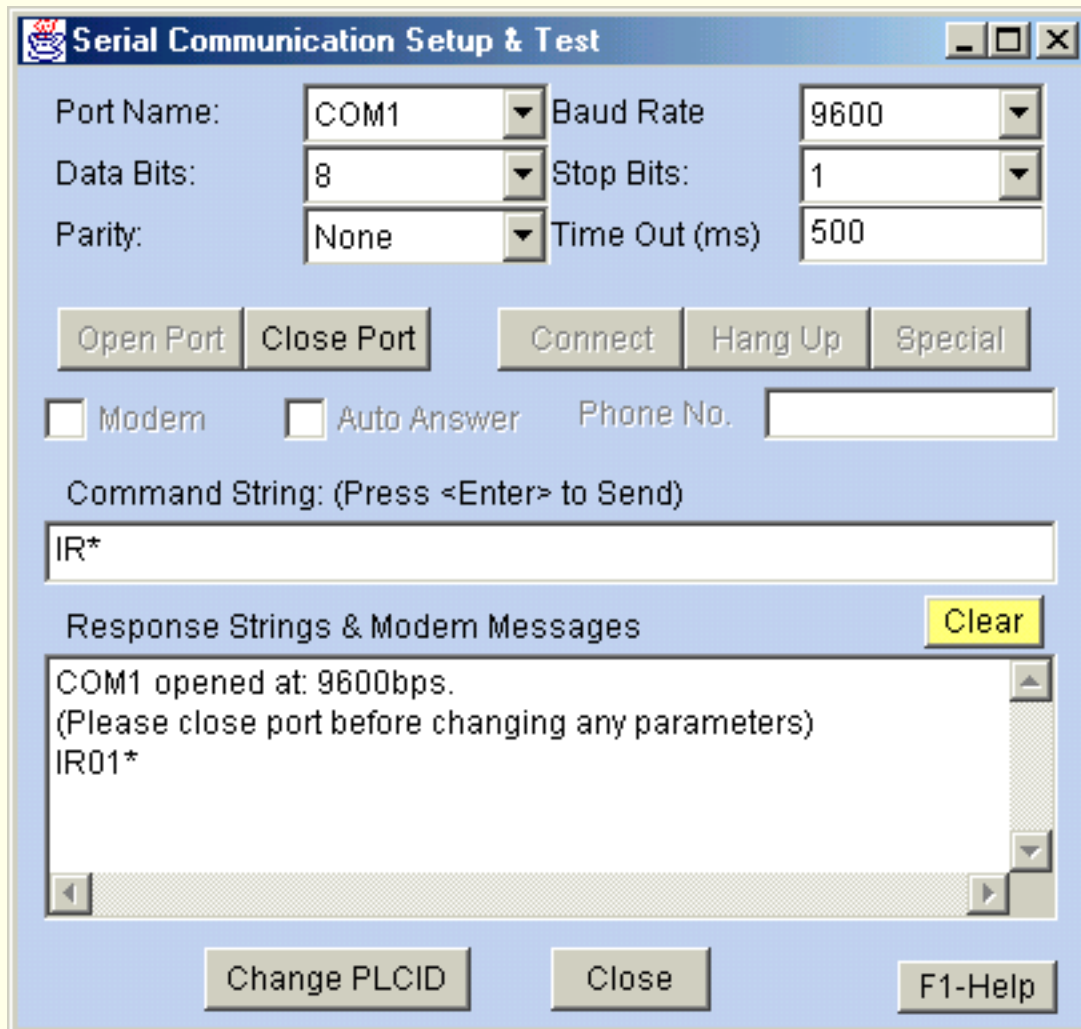 Serial Communication Setup & Test
Port Name: COM1 Baud Rate 9600
Data Bits: 8 Stop Bits: 1
Parity: None Time Out (ms) 500
Open Port Close Port Connect Hang Up Special
Modem Auto Answer Phone No.
Command String: (Press <Enter> to Send)
IR*
Response Strings & Modem Messages Clear
COM1 opened at: 9600bps.
(Please close port before changing any parameters)
IR01*
Change PLCID Close F1-Help